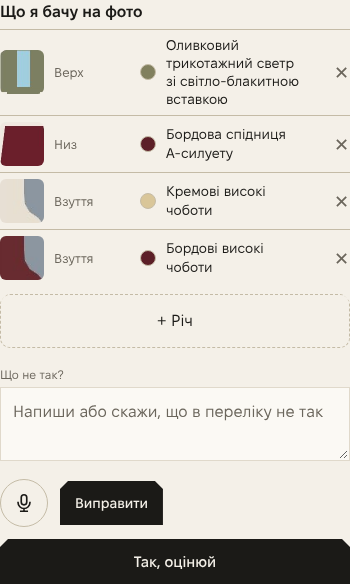 Що я бачу на фото
Верх
Оливковий
трикотажний светр
зі світло-блакитною
вставкою
✕
Низ
Бордова спідниця
А-силуету
✕
Взуття
Кремові високі
чоботи
✕
Взуття
Бордові високі
чоботи
✕
+ Річ
Що не так?
Напиши або скажи, що в переліку не так
Виправити
Так, оцінюй